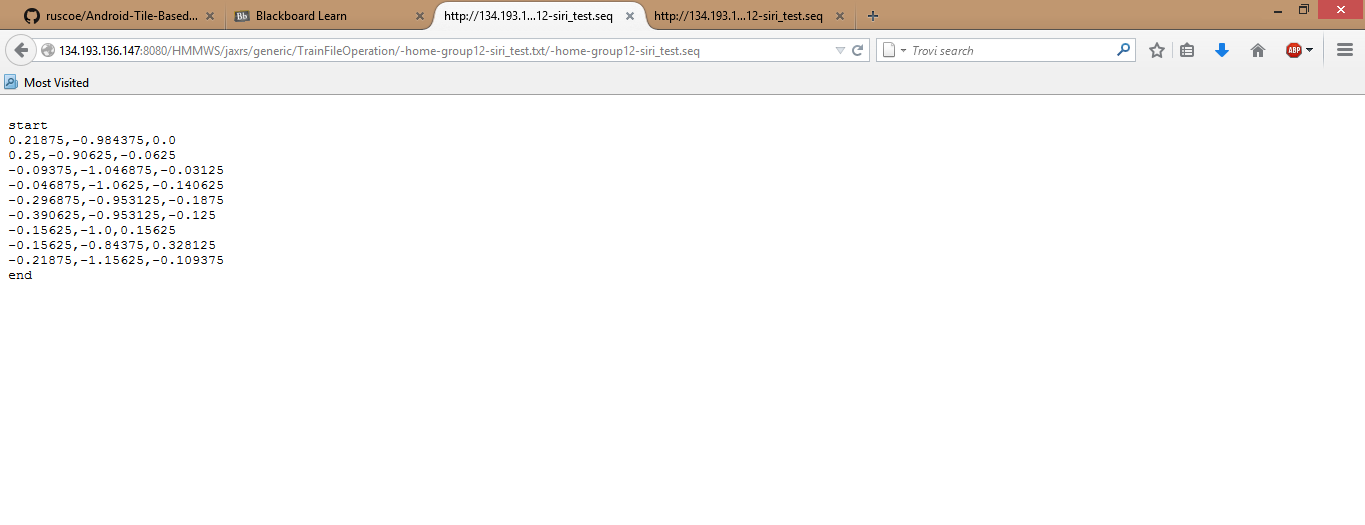 ruscoe/Android-Tile-Based...
Blackboard Learn
http://134.193.1...12-siri_test.seq
http://134.193.1...12-siri_test.seq
134.193.136.147:8080/HMMWS/jaxrs/generic/TrainFileOperation/-home-group12-siri_test.txt/-home-group12-siri_test.seq
Trovi search
ABP
Most Visited
start
0.21875,-0.984375,0.0
0.25,-0.90625,-0.0625
-0.09375,-1.046875,-0.03125
-0.046875,-1.0625,-0.140625
-0.296875,-0.953125,-0.1875
-0.390625,-0.953125,-0.125
-0.15625,-1.0,0.15625
-0.15625,-0.84375,0.328125
-0.21875,-1.15625,-0.109375
end